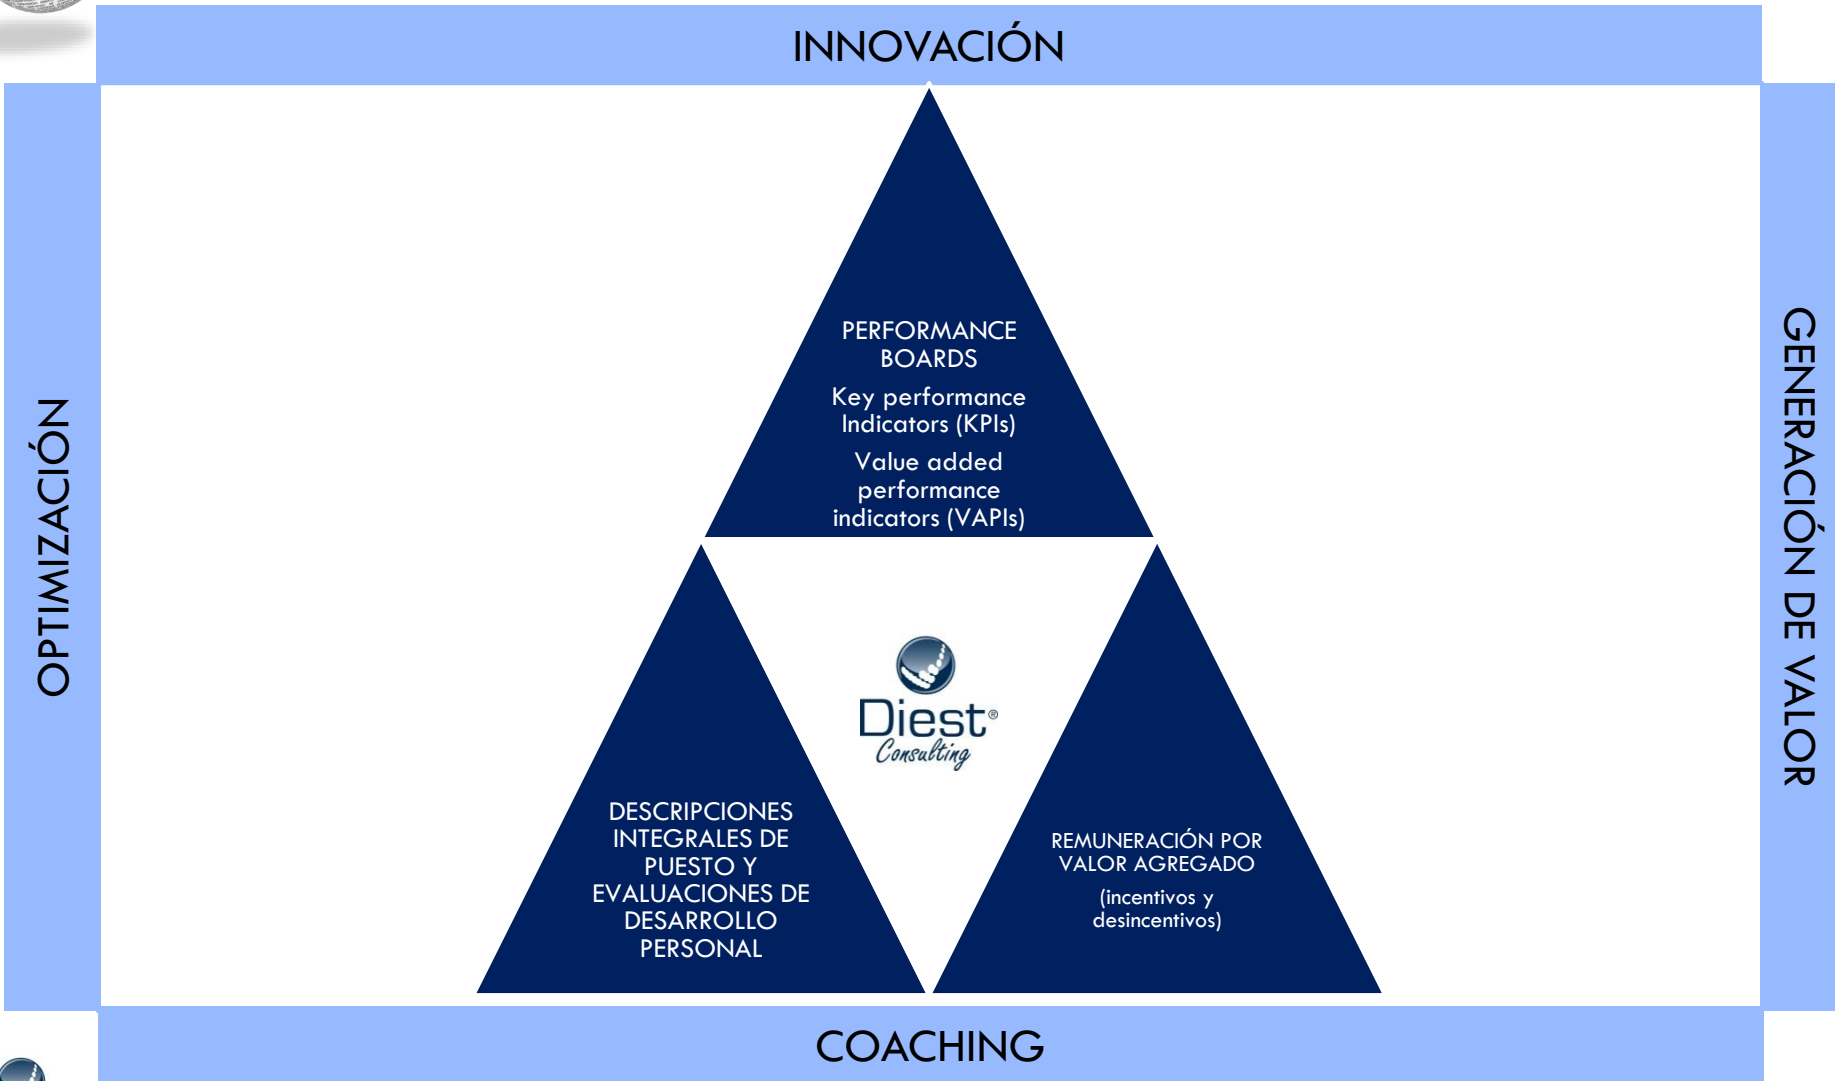 INNOVACIÓN
OPTIMIZACIÓN
PERFORMANCE
BOARDS
Key performance
Indicators (KPIs)
Value added
performance
indicators (VAPIs)
GENERACIÓN DE VALOR
Diest®
Consulting
DESCRIPCIONES
INTEGRALES DE
PUESTO Y
EVALUACIONES DE
DESARROLLO
PERSONAL
REMUNERACIÓN POR
VALOR AGREGADO
(incentivos y
desincentivos)
COACHING